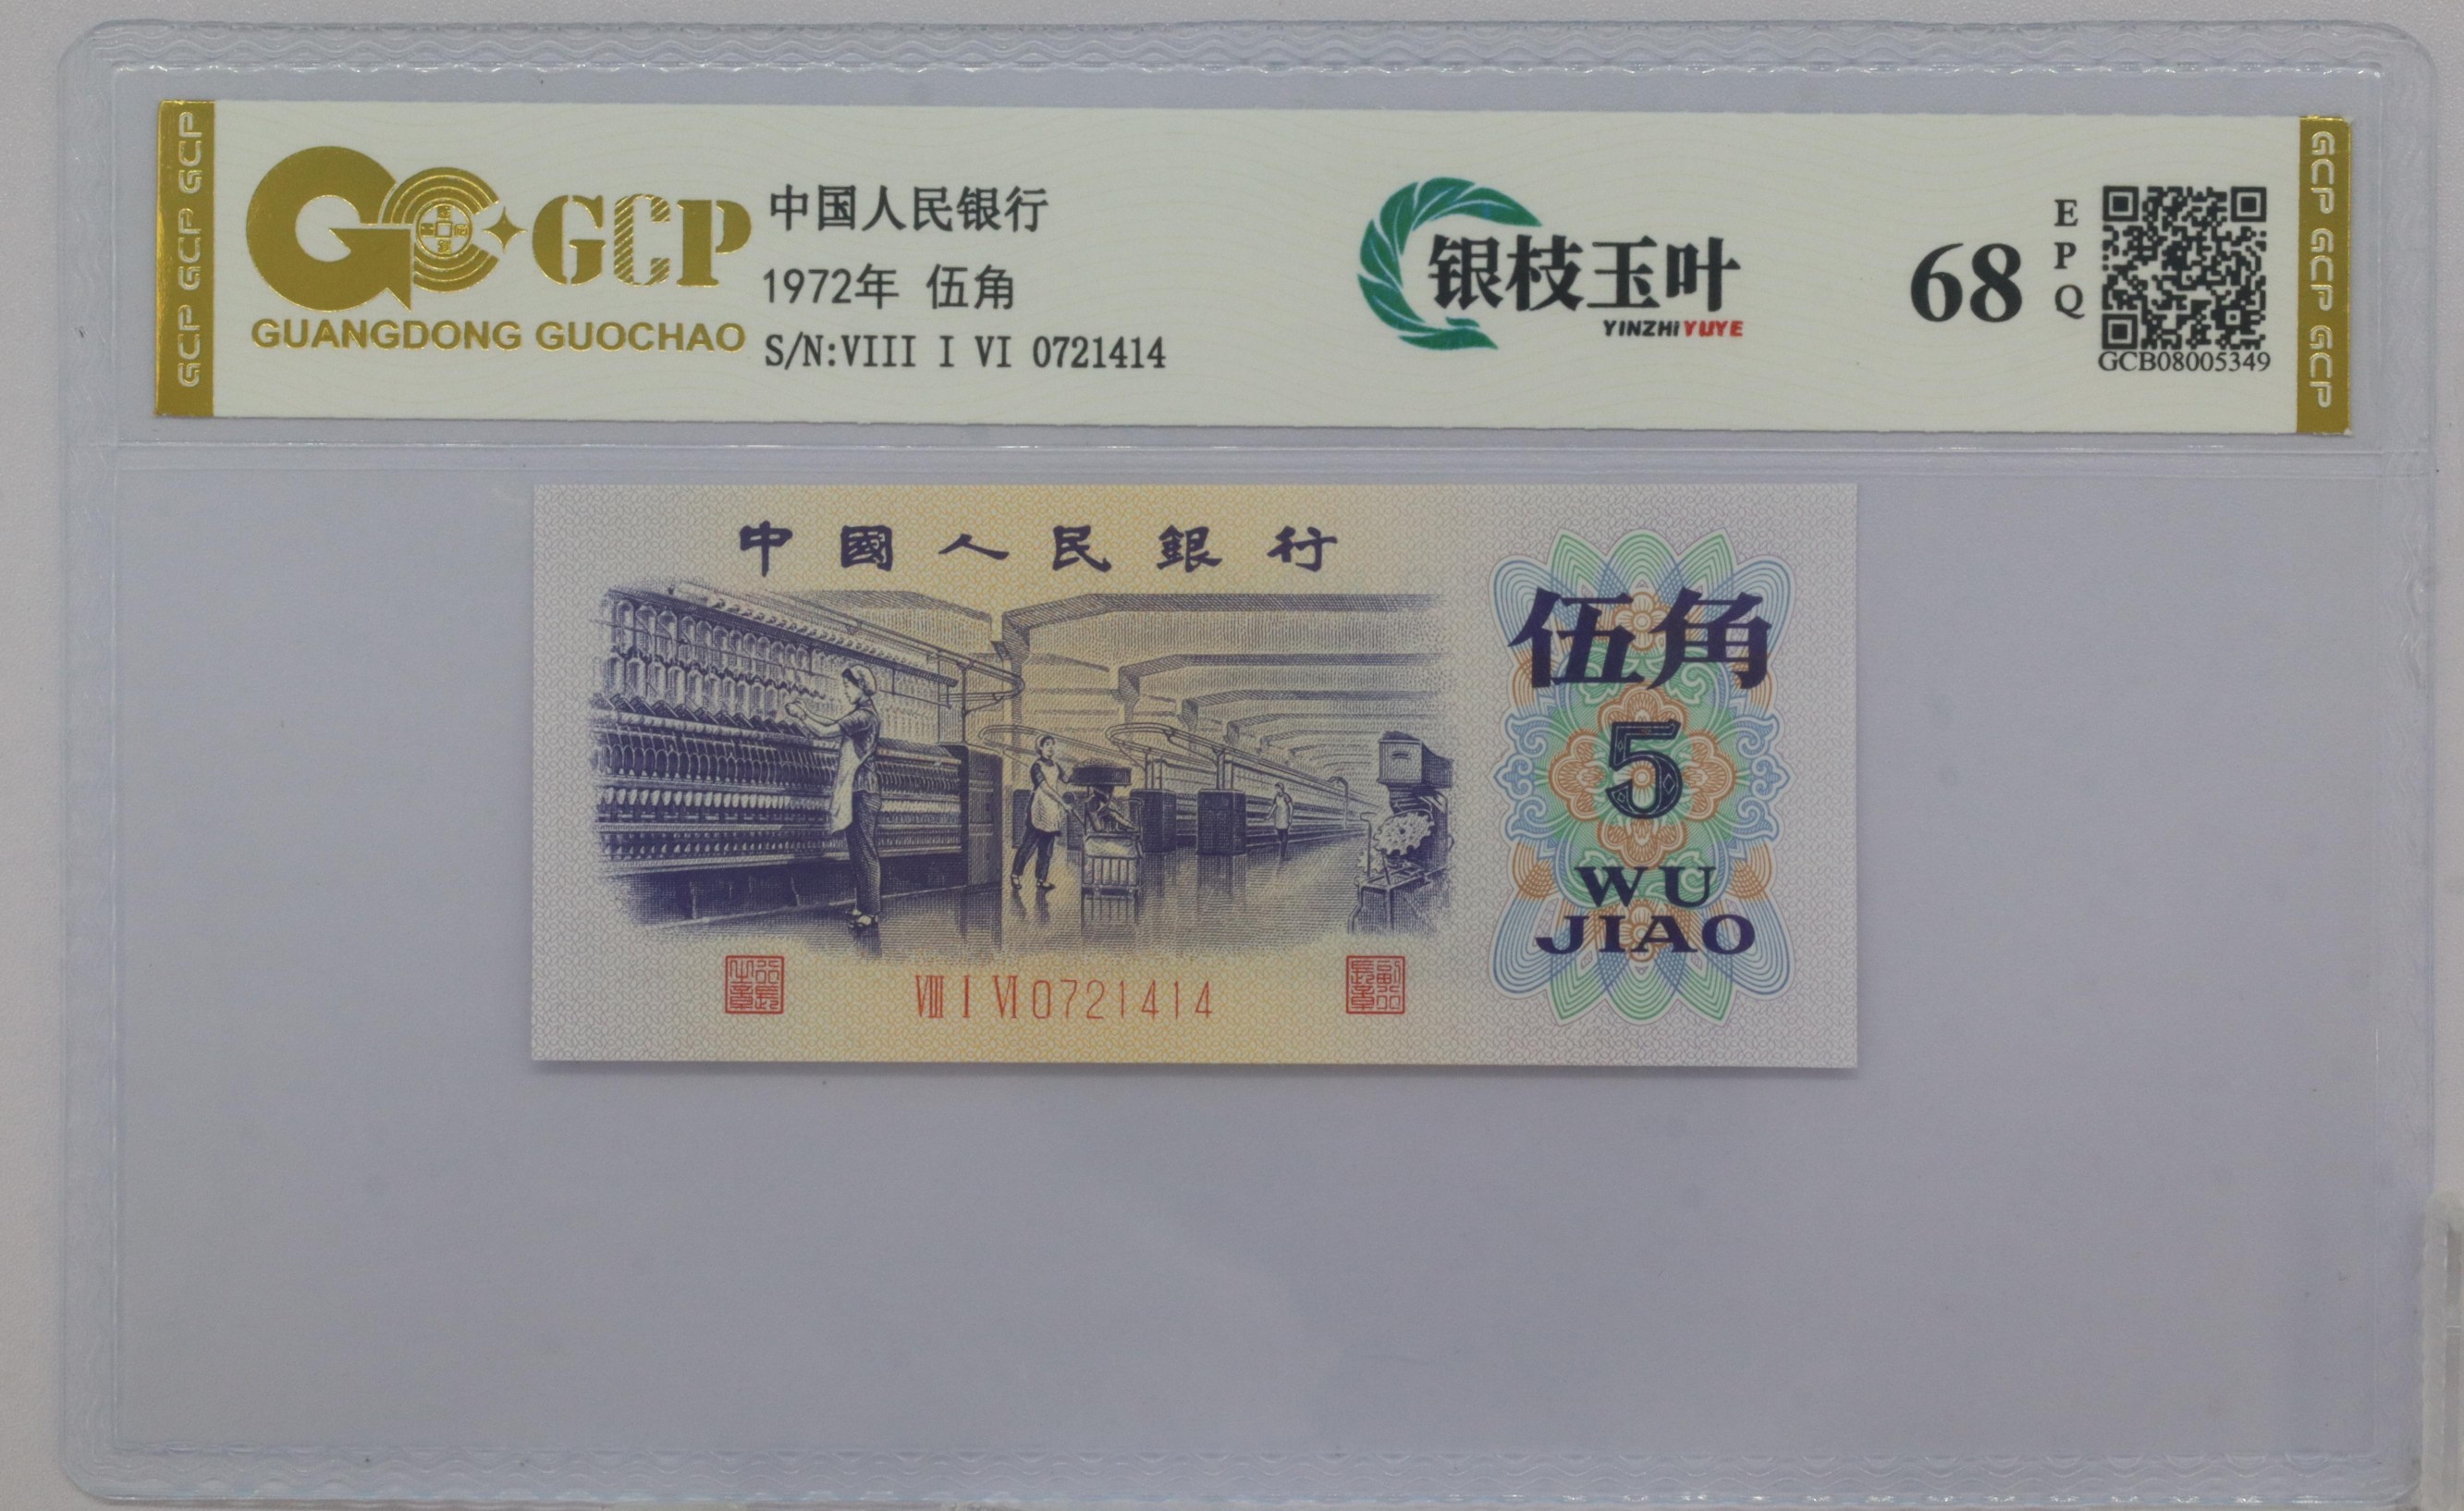 GCP GCP GCP
GCP
GUANGDONG GUOCHAO
中国人民银行
1972年 伍角
S/N:VIII I VI 0721414
银枝玉叶
YINZHIYUYE
68
EPQ
GCB08005349
GCP GCP GCP
中國人民銀行
伍角
5
WU
JIAO
VIII I VI 0721414